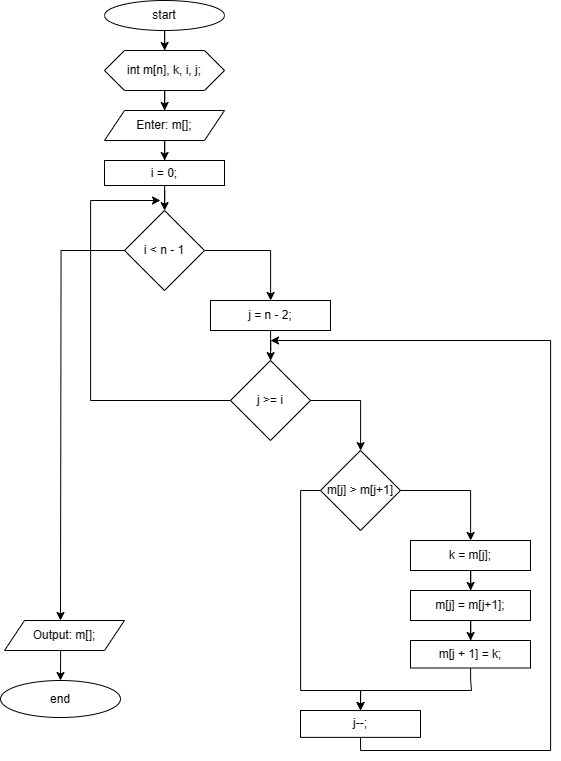 start
int m[n], k, i, j;
Enter: m[];
i = 0;
i < n - 1
j = n - 2;
j >= i
m[j] > m[j+1]
k = m[j];
m[j] = m[j+1];
m[j + 1] = k;
Output: m[];
end
j--;